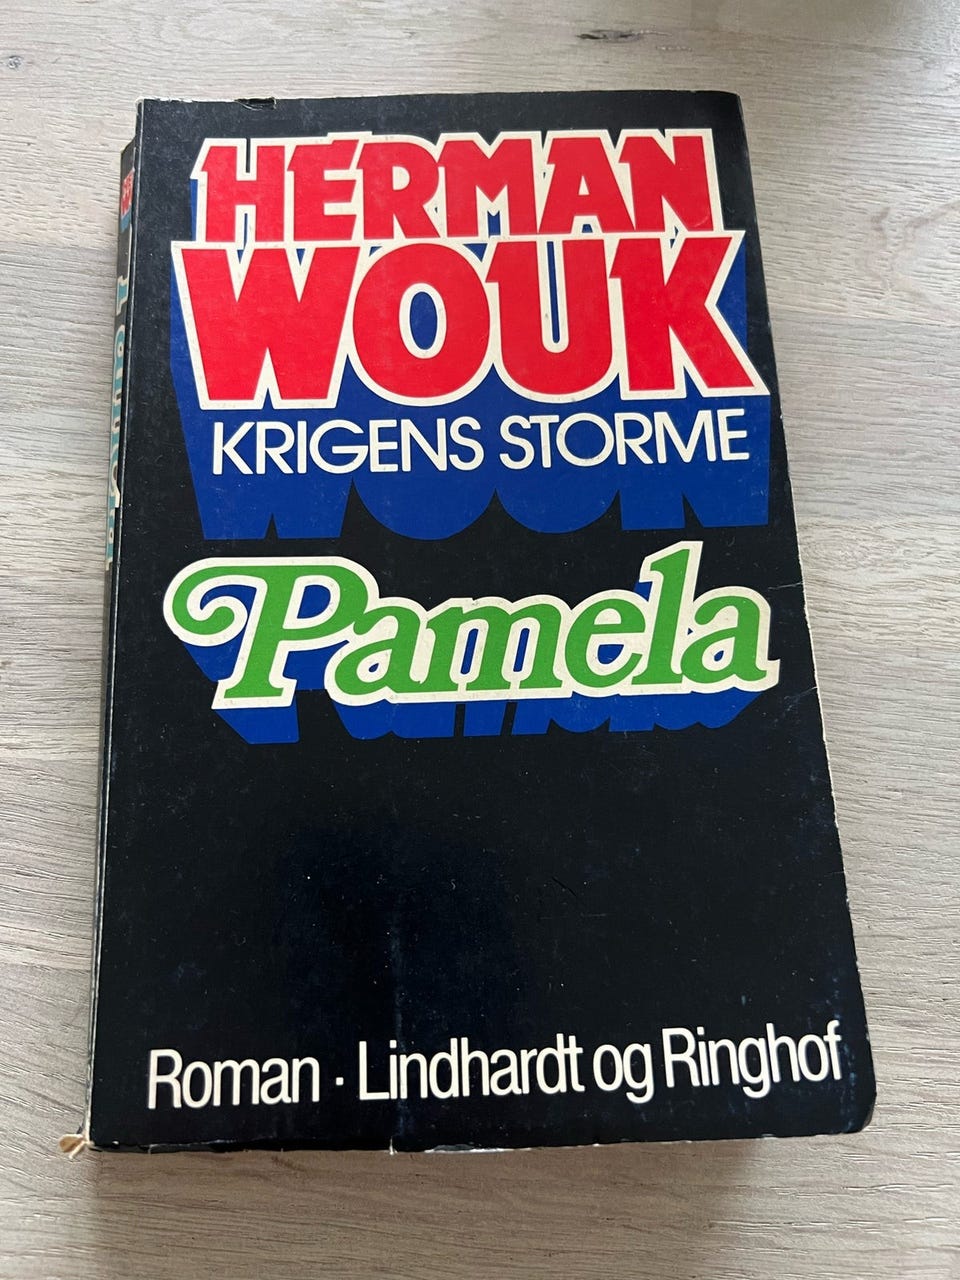 HERMAN
WOUK
KRIGENS STORME
Pamela
Roman · Lindhardt og Ringhof